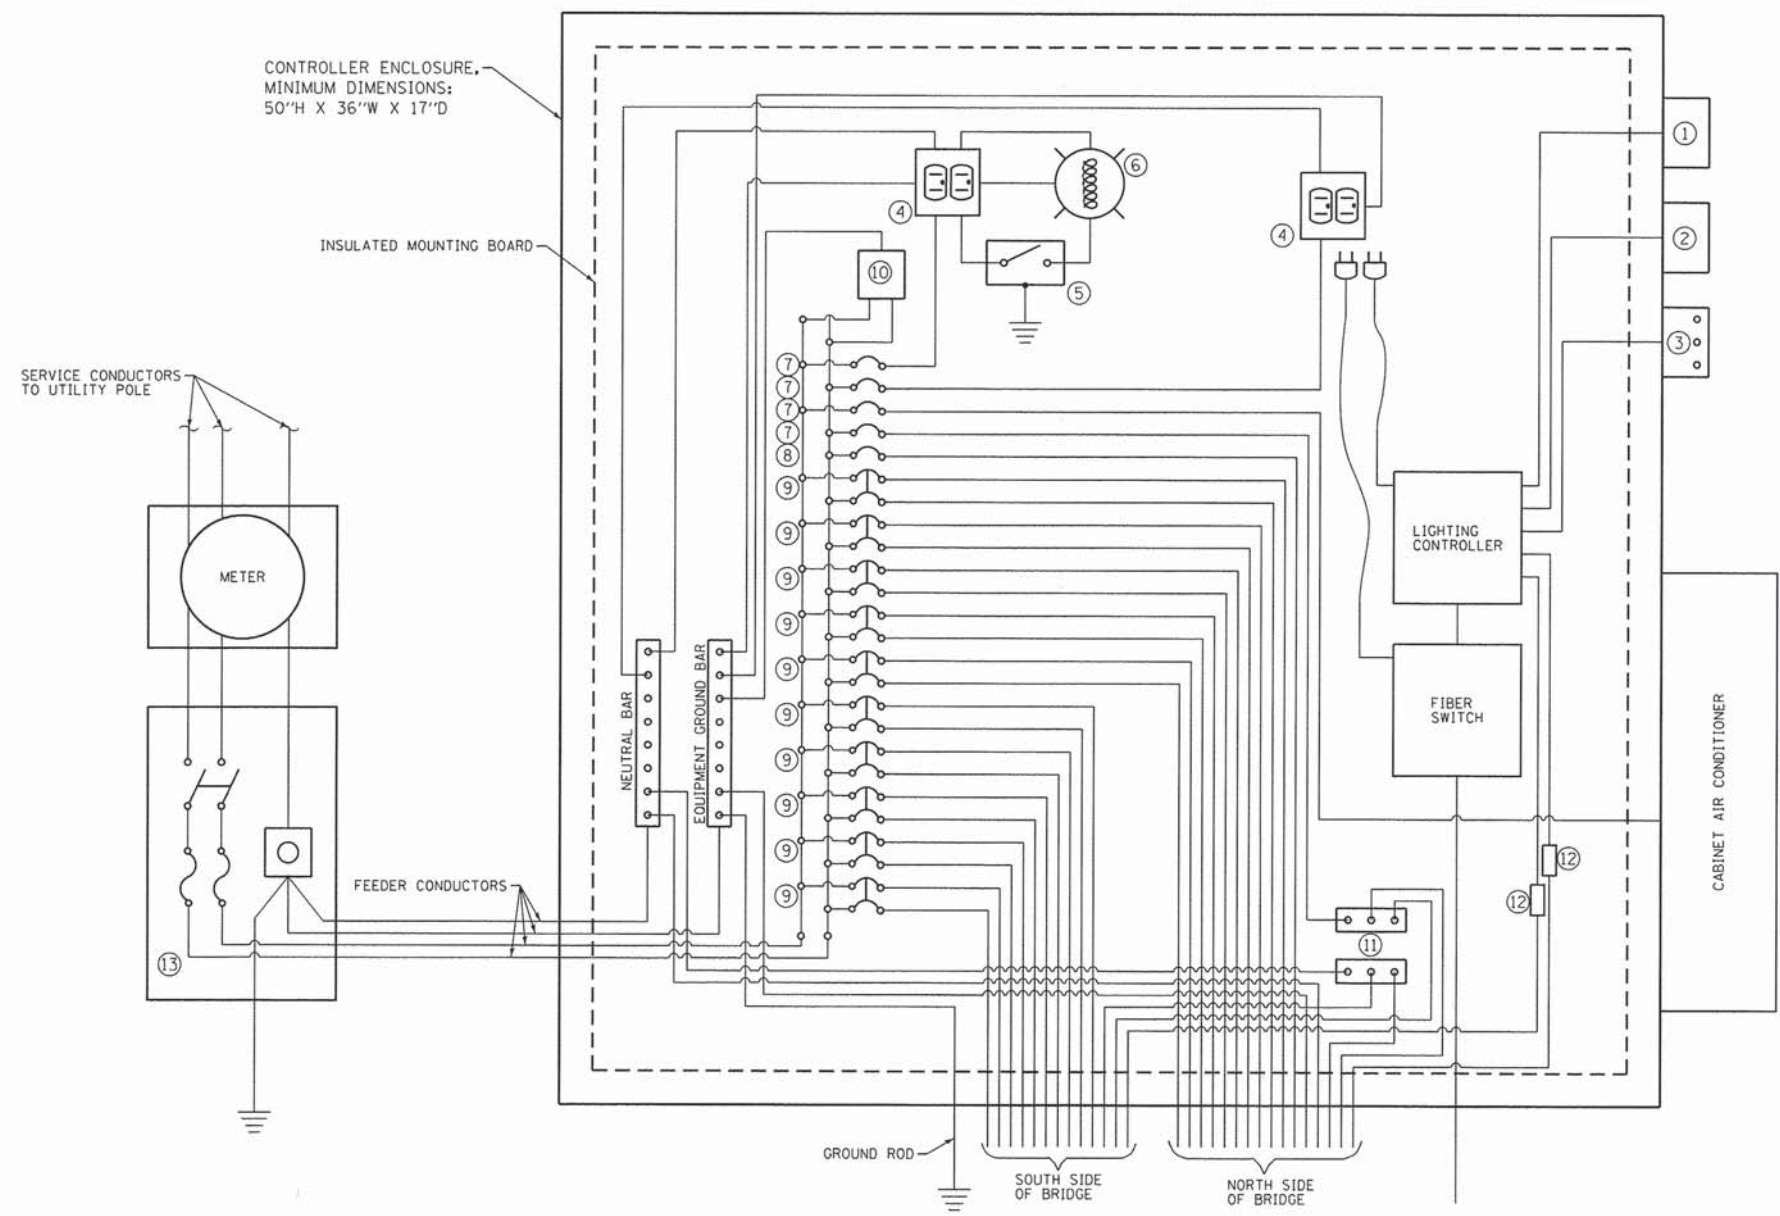 CONTROLLER ENCLOSURE,
MINIMUM DIMENSIONS:
50"H X 36"W X 17"D
INSULATED MOUNTING BOARD
SERVICE CONDUCTORS
TO UTILITY POLE
METER
13
FEEDER CONDUCTORS
NEUTRAL BAR
EQUIPMENT GROUND BAR
4
6
5
10
7
7
7
7
8
9
9
9
9
9
9
9
9
9
9
4
1
2
3
LIGHTING
CONTROLLER
FIBER
SWITCH
CABINET AIR CONDITIONER
12
12
11
GROUND ROD
SOUTH SIDE
OF BRIDGE
NORTH SIDE
OF BRIDGE